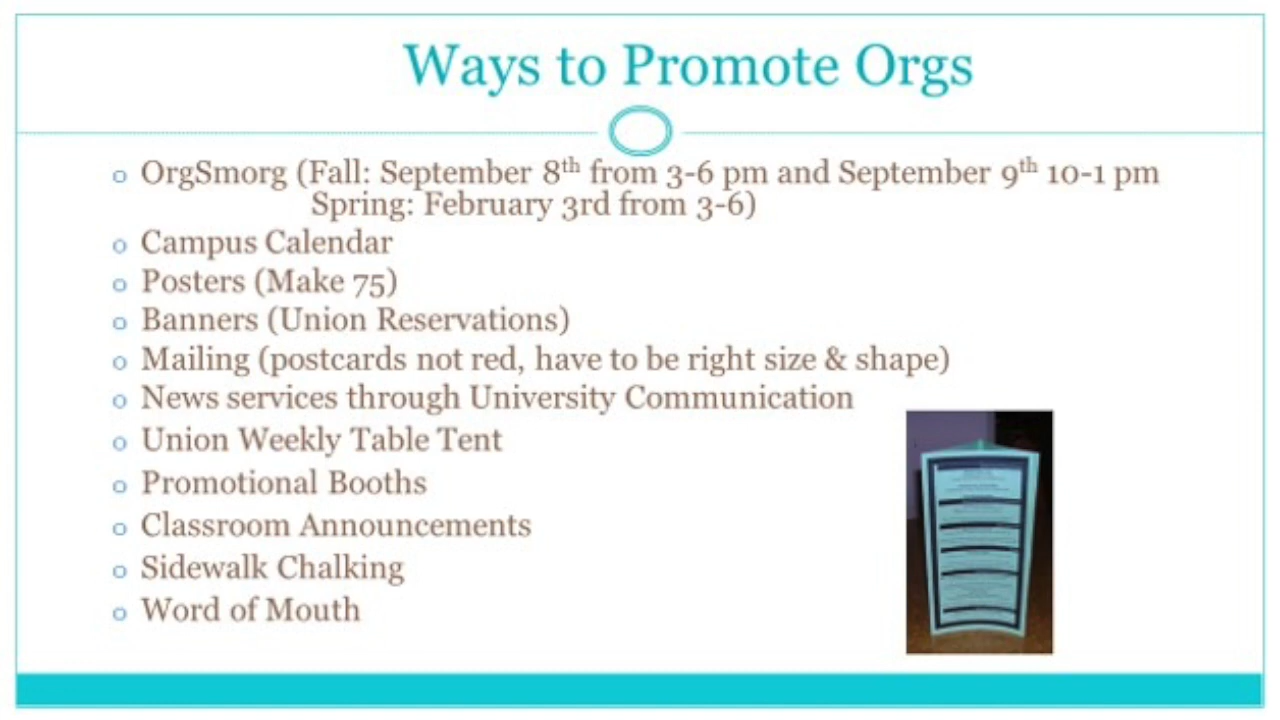 Ways to Promote Orgs
o OrgSmorg (Fall: September 8th from 3-6 pm and September 9th 10-1 pm
Spring: February 3rd from 3-6)
o Campus Calendar
o Posters (Make 75)
o Banners (Union Reservations)
o Mailing (postcards not red, have to be right size & shape)
o News services through University Communication
o Union Weekly Table Tent
o Promotional Booths
o Classroom Announcements
o Sidewalk Chalking
o Word of Mouth